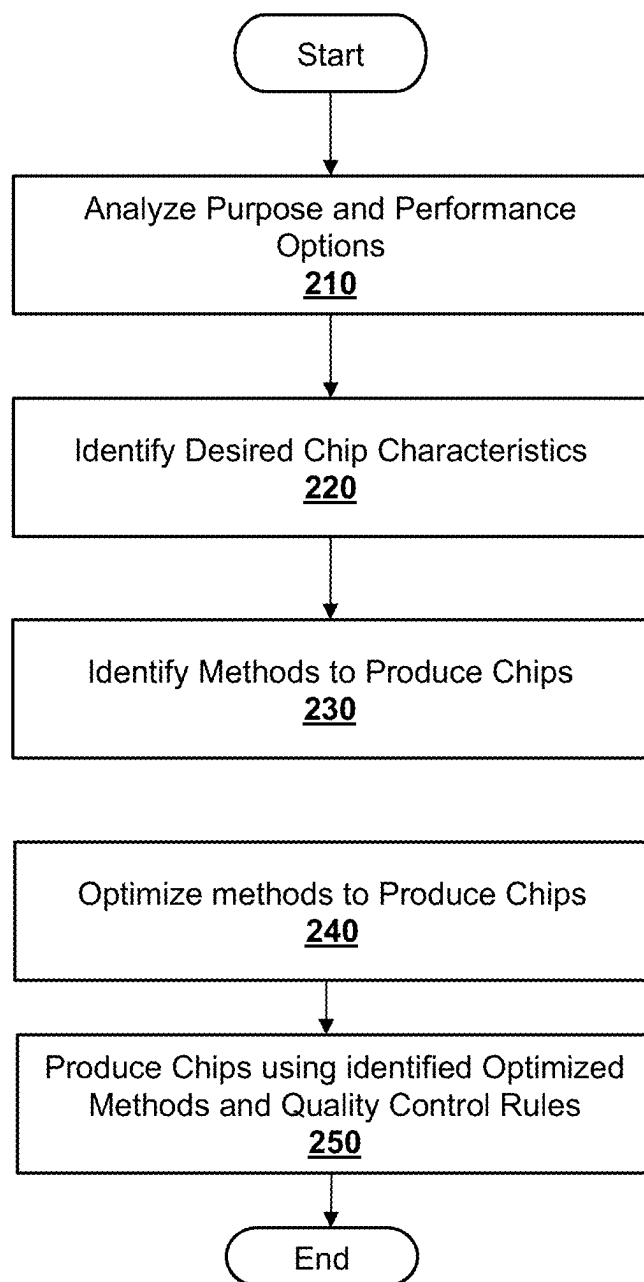 Start
Analyze Purpose and Performance
Options
210
Identify Desired Chip Characteristics
220
Identify Methods to Produce Chips
230
Optimize methods to Produce Chips
240
Produce Chips using identified Optimized
Methods and Quality Control Rules
250
End